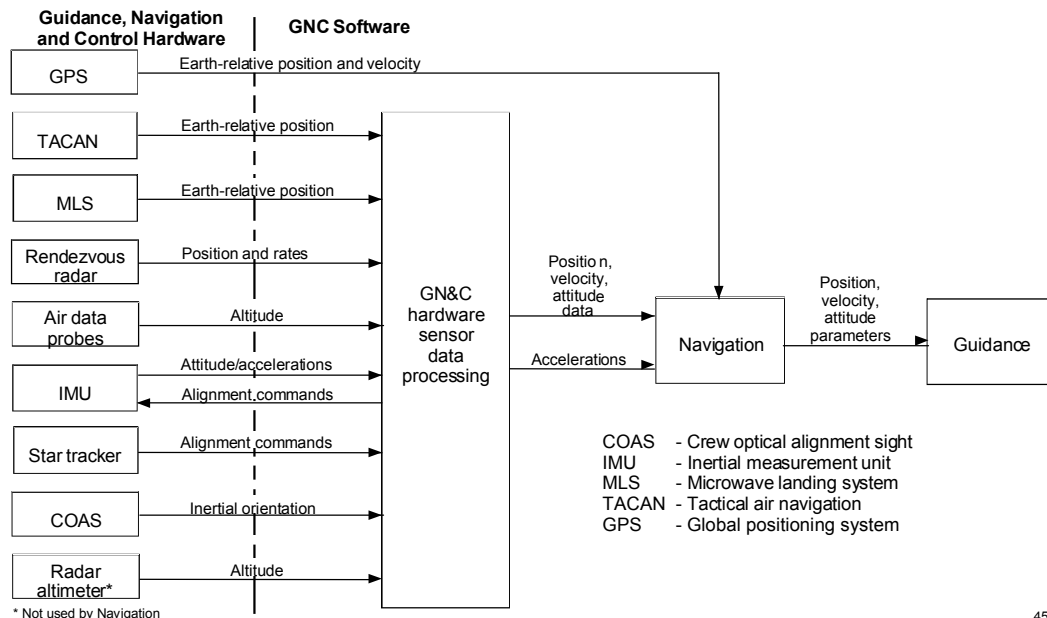 Guidance, Navigation
and Control Hardware
GNC Software
GPS
Earth-relative position and velocity
TACAN
Earth-relative position
MLS
Earth-relative position
Rendezvous
radar
Position and rates
Air data
probes
Altitude
IMU
Attitude/accelerations
Alignment commands
Star tracker
Alignment commands
COAS
Inertial orientation
Radar
altimeter*
Altitude
GN&C
hardware
sensor
data
processing
Position,
velocity,
attitude
data
Accelerations
Navigation
Position,
velocity,
attitude
parameters
Guidance
COAS - Crew optical alignment sight
IMU - Inertial measurement unit
MLS - Microwave landing system
TACAN - Tactical air navigation
GPS - Global positioning system
* Not used by Navigation
45